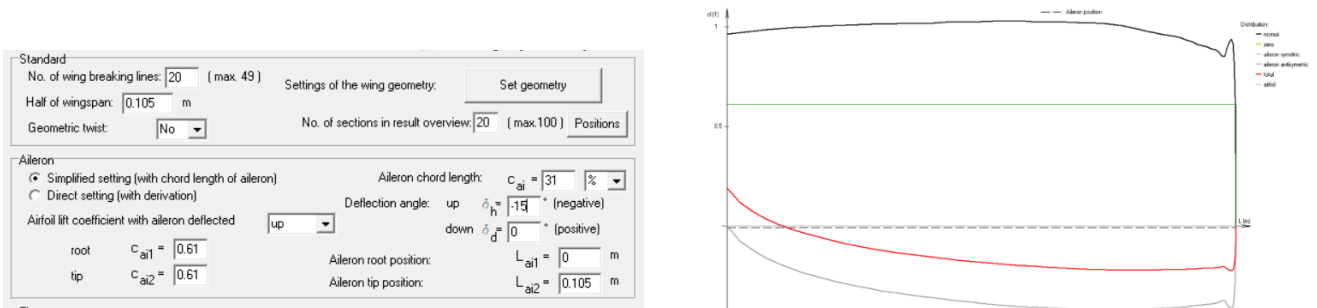 Standard
No. of wing breaking lines: 20 ( max. 49 )
Settings of the wing geometry: Set geometry
Half of wingspan: 0.105 m
Geometric twist: No
No. of sections in result overview: 20 ( max.100 ) Positions
Aileron
Simplified setting (with chord length of aileron)
Direct setting (with derivation)
Airfoil lift coefficient with aileron deflected up
root c ai1 = 0.61
tip c ai2 = 0.61
Aileron chord length: c ai = 31 %
Deflection angle: up δ h = -15 ° (negative)
down δ d = 0 ° (positive)
Aileron root position: L ai1 = 0 m
Aileron tip position: L ai2 = 0.105 m
cl (1)
Aileron position
1
0.5
L [m]
Distribution:
normal
zero
aileron symetric
aileron antisymetric
total
airfoil